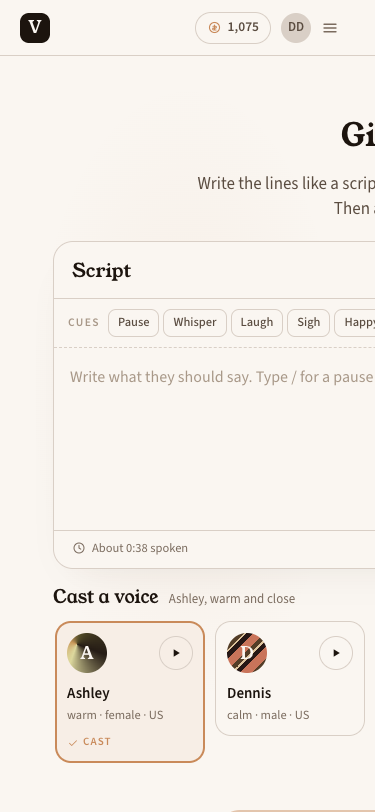 V
1,075
DD
Gi
Write the lines like a scrip
Then
Script
CUES Pause Whisper Laugh Sigh Happy
Write what they should say. Type / for a pause
About 0:38 spoken
Cast a voice Ashley, warm and close
A
D
Ashley
Dennis
warm · female · US
calm · male · US
CAST